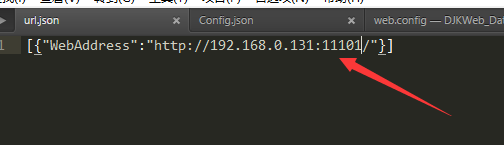 url.json
Config.json
web.config — DJKWeb_Da
1
[{"WebAddress":"http://192.168.0.131:11101/"}]